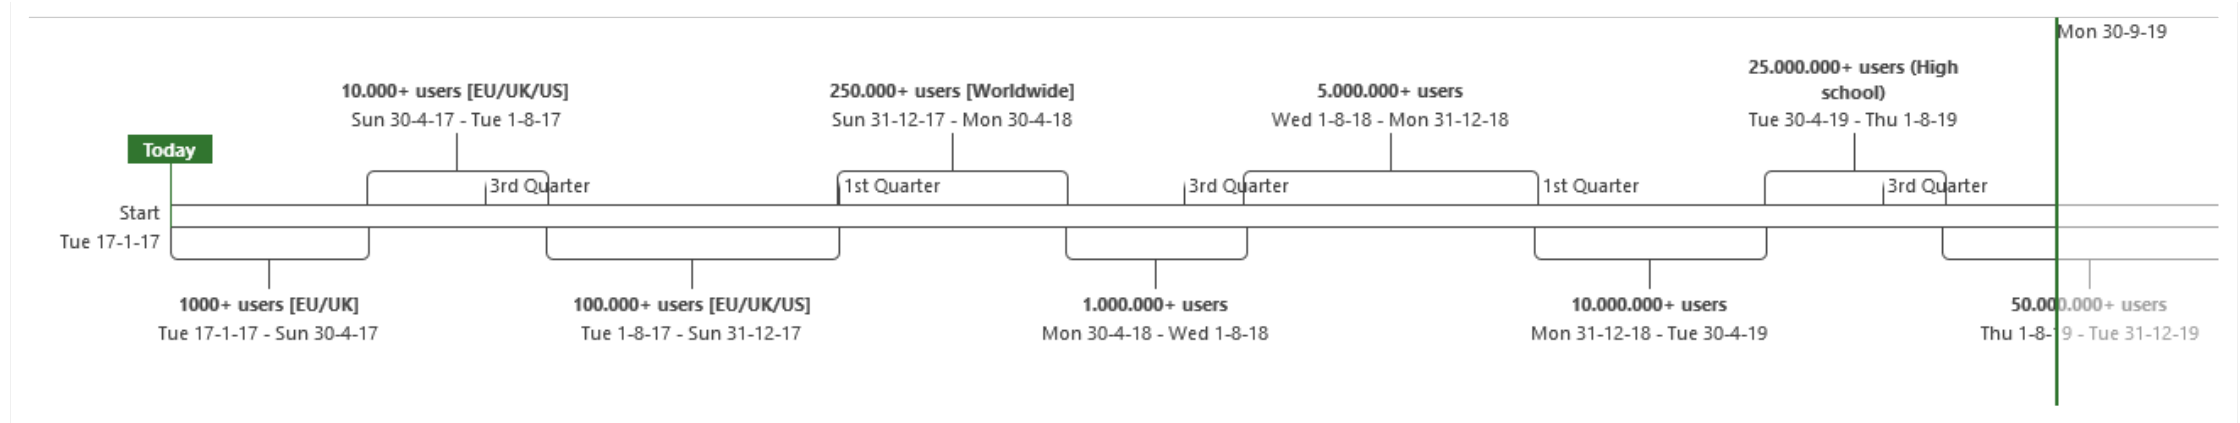 Mon 30-9-19
10.000+ users [EU/UK/US]
Sun 30-4-17 - Tue 1-8-17
250.000+ users [Worldwide]
Sun 31-12-17 - Mon 30-4-18
5.000.000+ users
Wed 1-8-18 - Mon 31-12-18
25.000.000+ users (High
school)
Tue 30-4-19 - Thu 1-8-19
Today
3rd Quarter
1st Quarter
3rd Quarter
1st Quarter
3rd Quarter
Start
Tue 17-1-17
1000+ users [EU/UK]
Tue 17-1-17 - Sun 30-4-17
100.000+ users [EU/UK/US]
Tue 1-8-17 - Sun 31-12-17
1.000.000+ users
Mon 30-4-18 - Wed 1-8-18
10.000.000+ users
Mon 31-12-18 - Tue 30-4-19
50.000.000+ users
Thu 1-8-19 - Tue 31-12-19